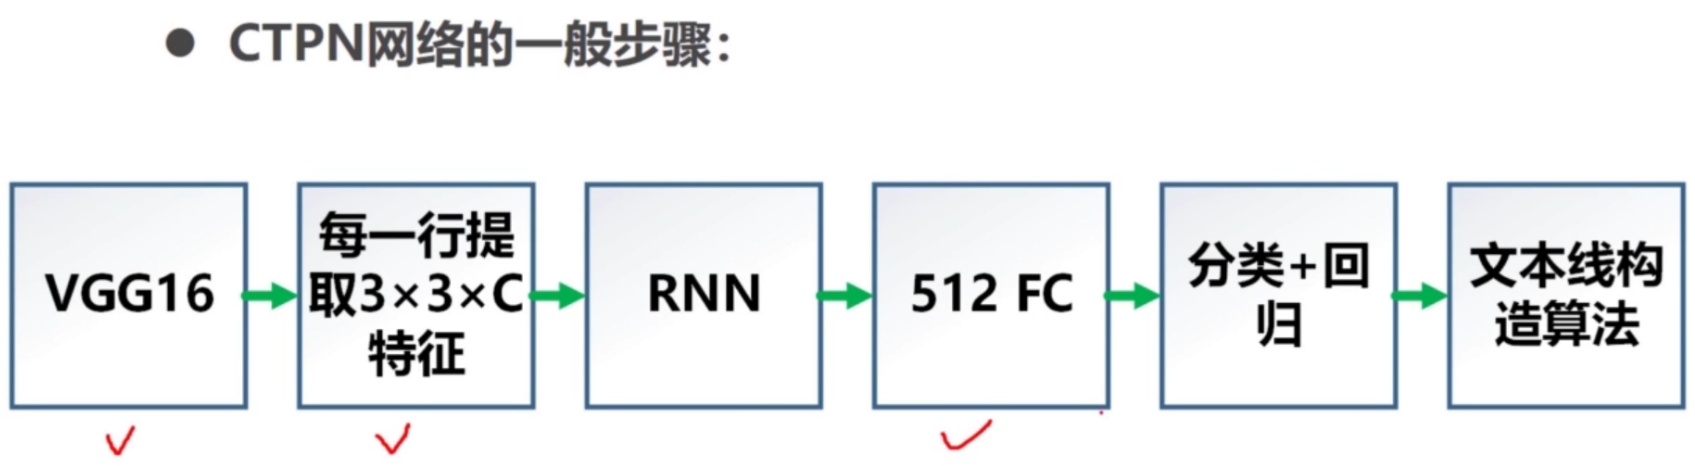 ● CTPN网络的一般步骤：
VGG16
每一行提
取3×3×C
特征
RNN
512 FC
分类+回
归
文本线构
造算法